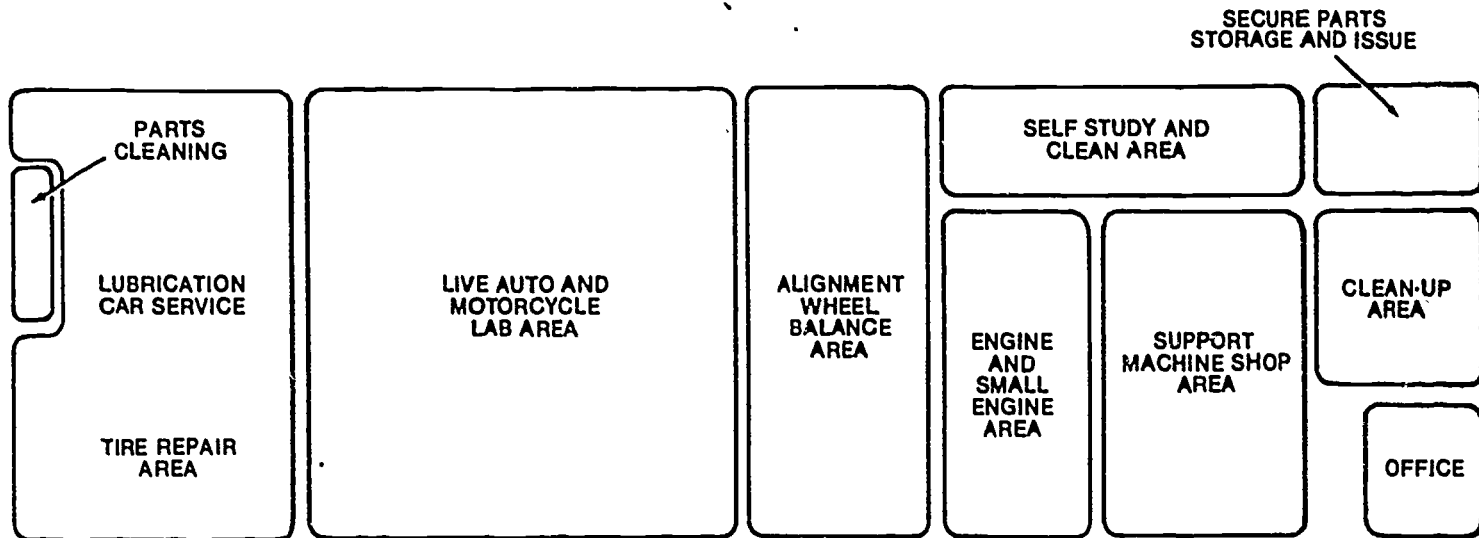 SECURE PARTS
STORAGE AND ISSUE
PARTS
CLEANING
LUBRICATION
CAR SERVICE
TIRE REPAIR
AREA
LIVE AUTO AND
MOTORCYCLE
LAB AREA
ALIGNMENT
WHEEL
BALANCE
AREA
SELF STUDY AND
CLEAN AREA
ENGINE
AND
SMALL
ENGINE
AREA
SUPPORT
MACHINE SHOP
AREA
CLEAN-UP
AREA
OFFICE